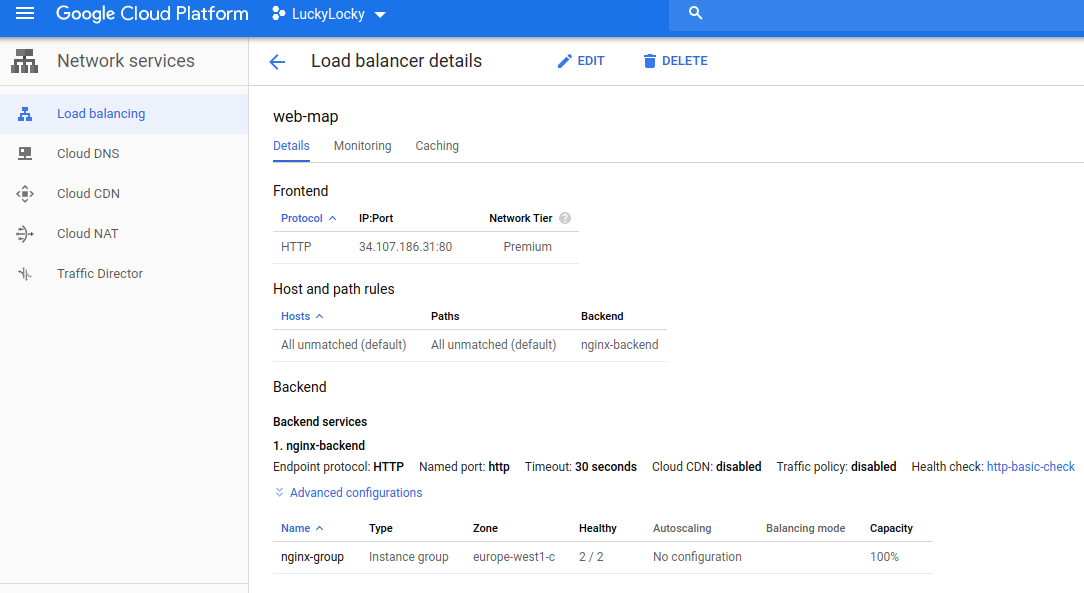 Google Cloud Platform LuckyLocky
Network services
Load balancer details EDIT DELETE
Load balancing
Cloud DNS
Cloud CDN
Cloud NAT
Traffic Director
web-map
Details Monitoring Caching
Frontend
Protocol IP:Port Network Tier ?
HTTP 34.107.186.31:80 Premium
Host and path rules
Hosts Paths Backend
All unmatched (default) All unmatched (default) nginx-backend
Backend
Backend services
1. nginx-backend
Endpoint protocol: HTTP Named port: http Timeout: 30 seconds Cloud CDN: disabled Traffic policy: disabled Health check: http-basic-check
Advanced configurations
Name Type Zone Healthy Autoscaling Balancing mode Capacity
nginx-group Instance group europe-west1-c 2 / 2 No configuration 100%